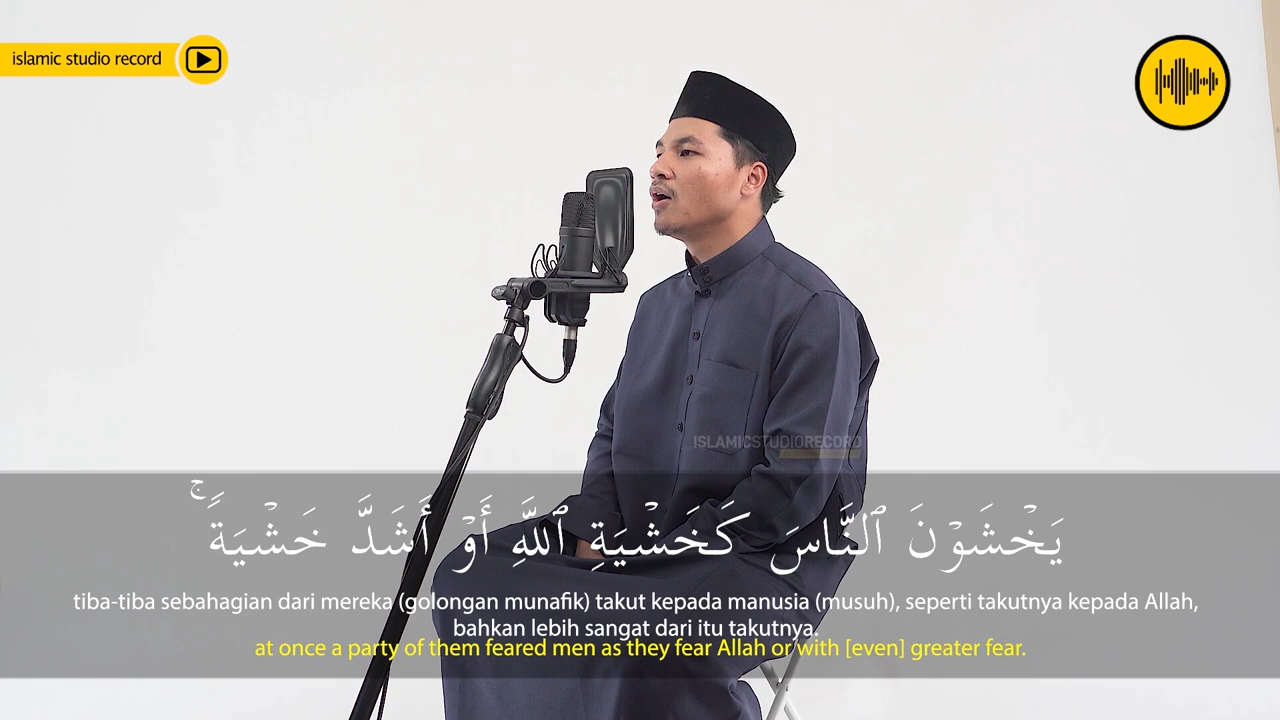 islamic studio record
ISLAMICSTUDIORECORD
يَخْشَوْنَ ٱلنَّاسَ كَخَشْيَةِ ٱللَّهِ أَوْ أَشَدَّ خَشْيَةً ۚ
tiba-tiba sebahagian dari mereka (golongan munafik) takut kepada manusia (musuh), seperti takutnya kepada Allah,
bahkan lebih sangat dari itu takutnya.
at once a party of them feared men as they fear Allah or with [even] greater fear.